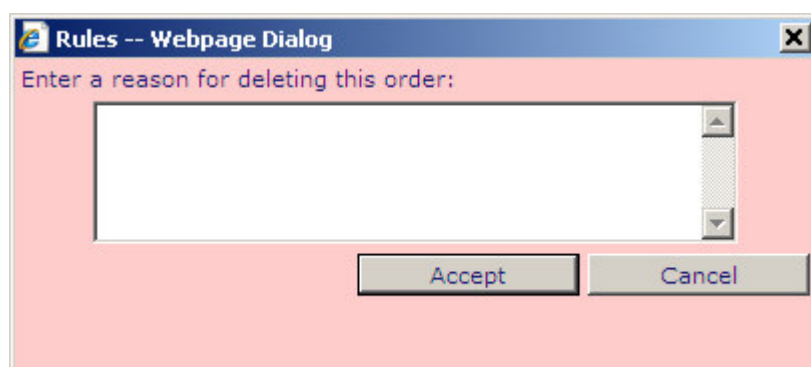 Rules -- Webpage Dialog
Enter a reason for deleting this order:
Accept Cancel